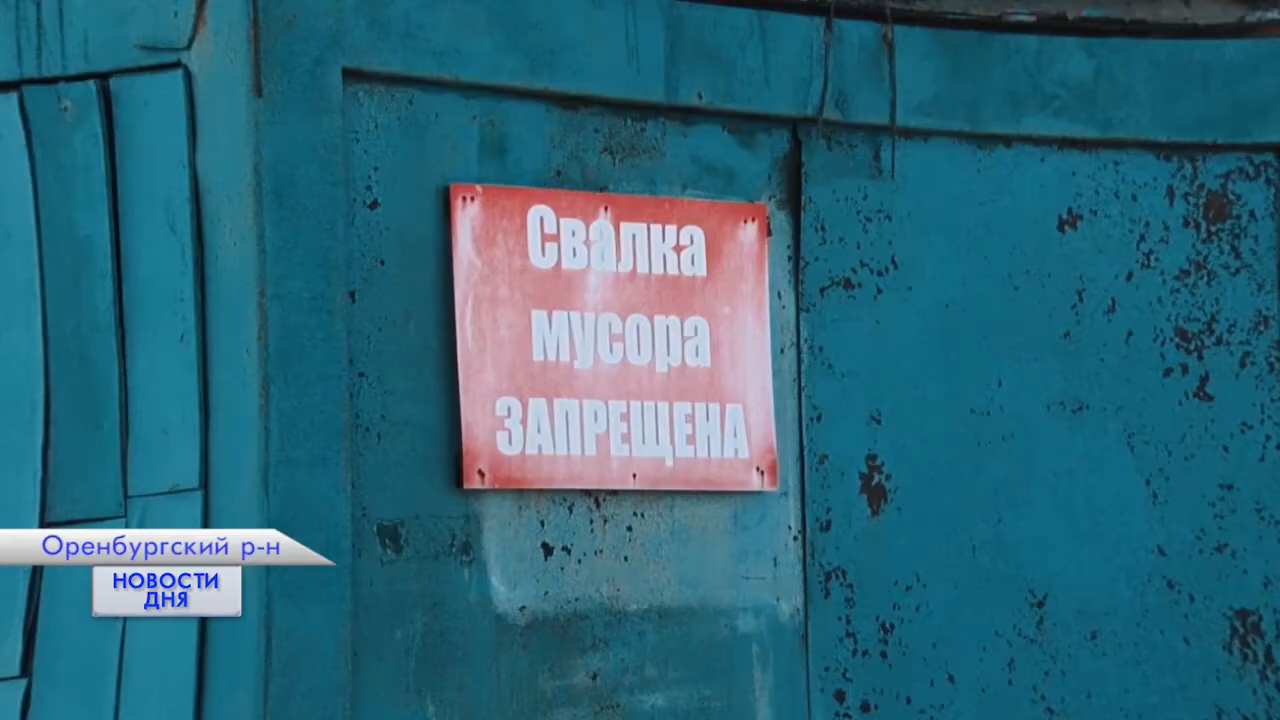 Свалка
мусора
ЗАПРЕЩЕНА
Оренбургский р-н
НОВОСТИ
ДНЯ